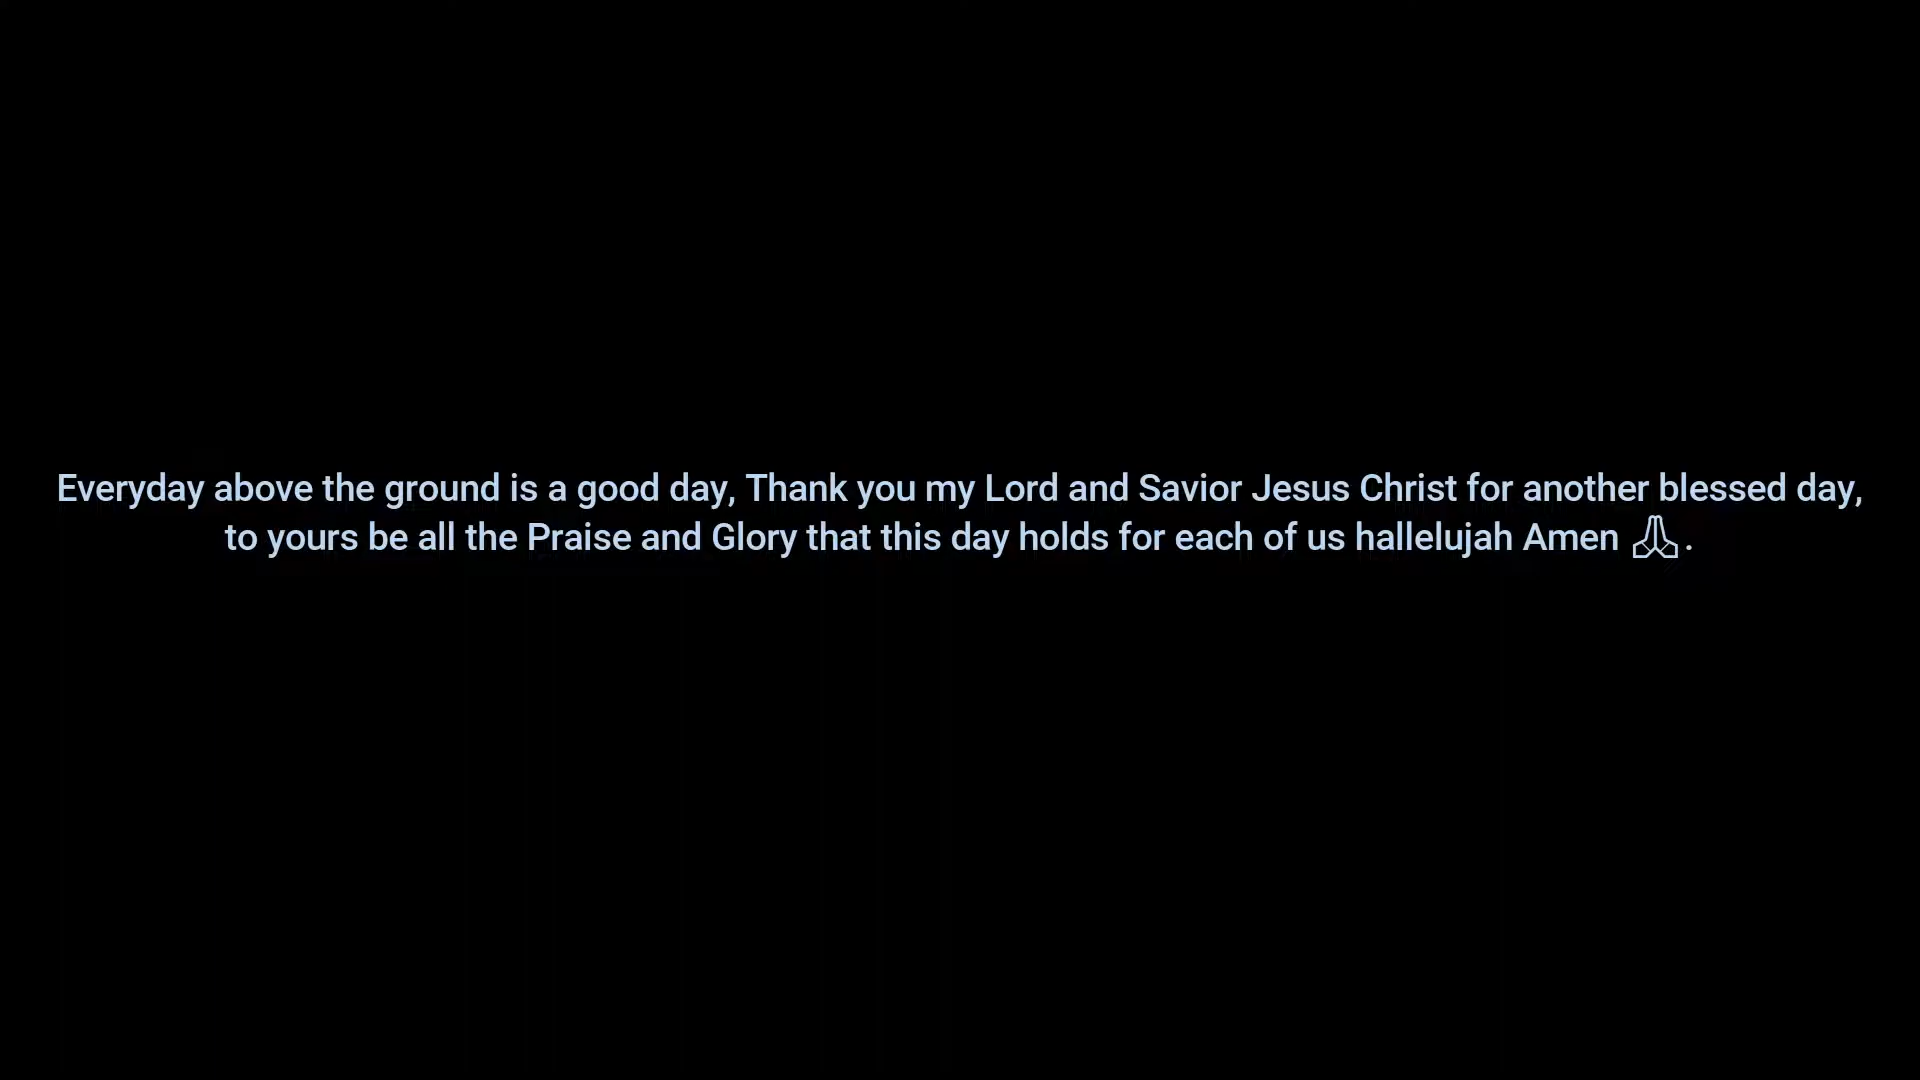 Everyday above the ground is a good day, Thank you my Lord and Savior Jesus Christ for another blessed day,
to yours be all the Praise and Glory that this day holds for each of us hallelujah Amen 🙏.